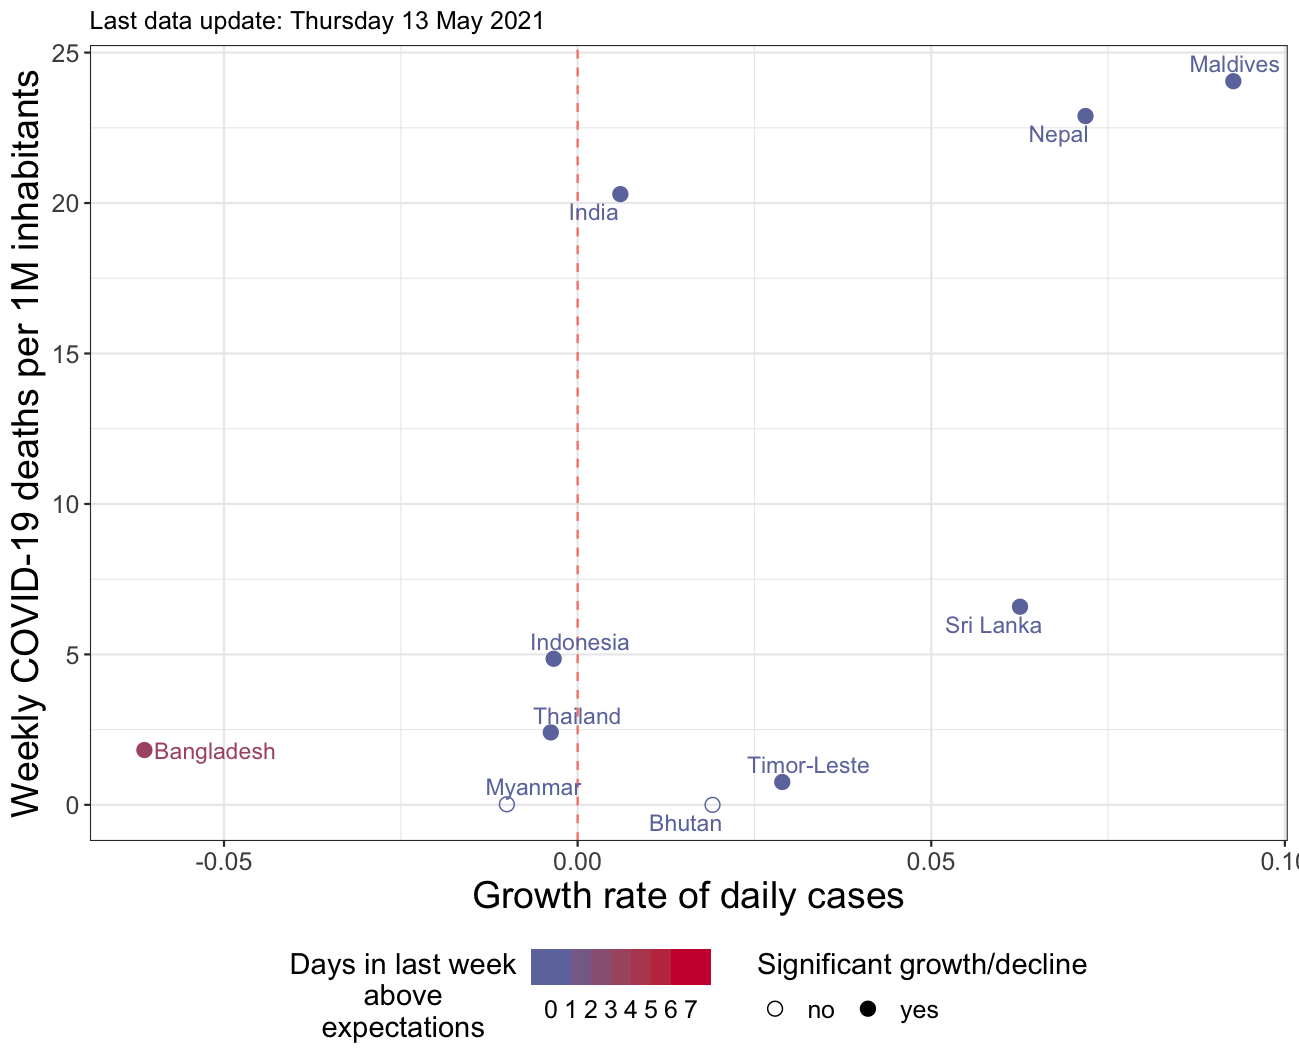 Last data update: Thursday 13 May 2021
Weekly COVID-19 deaths per 1M inhabitants
25
20
15
10
5
0
Maldives
Nepal
India
Sri Lanka
Indonesia
Thailand
Bangladesh
Timor-Leste
Myanmar
Bhutan
-0.05
0.00
0.05
0.10
Growth rate of daily cases
Days in last week
above
expectations
0 1 2 3 4 5 6 7
Significant growth/decline
no
yes